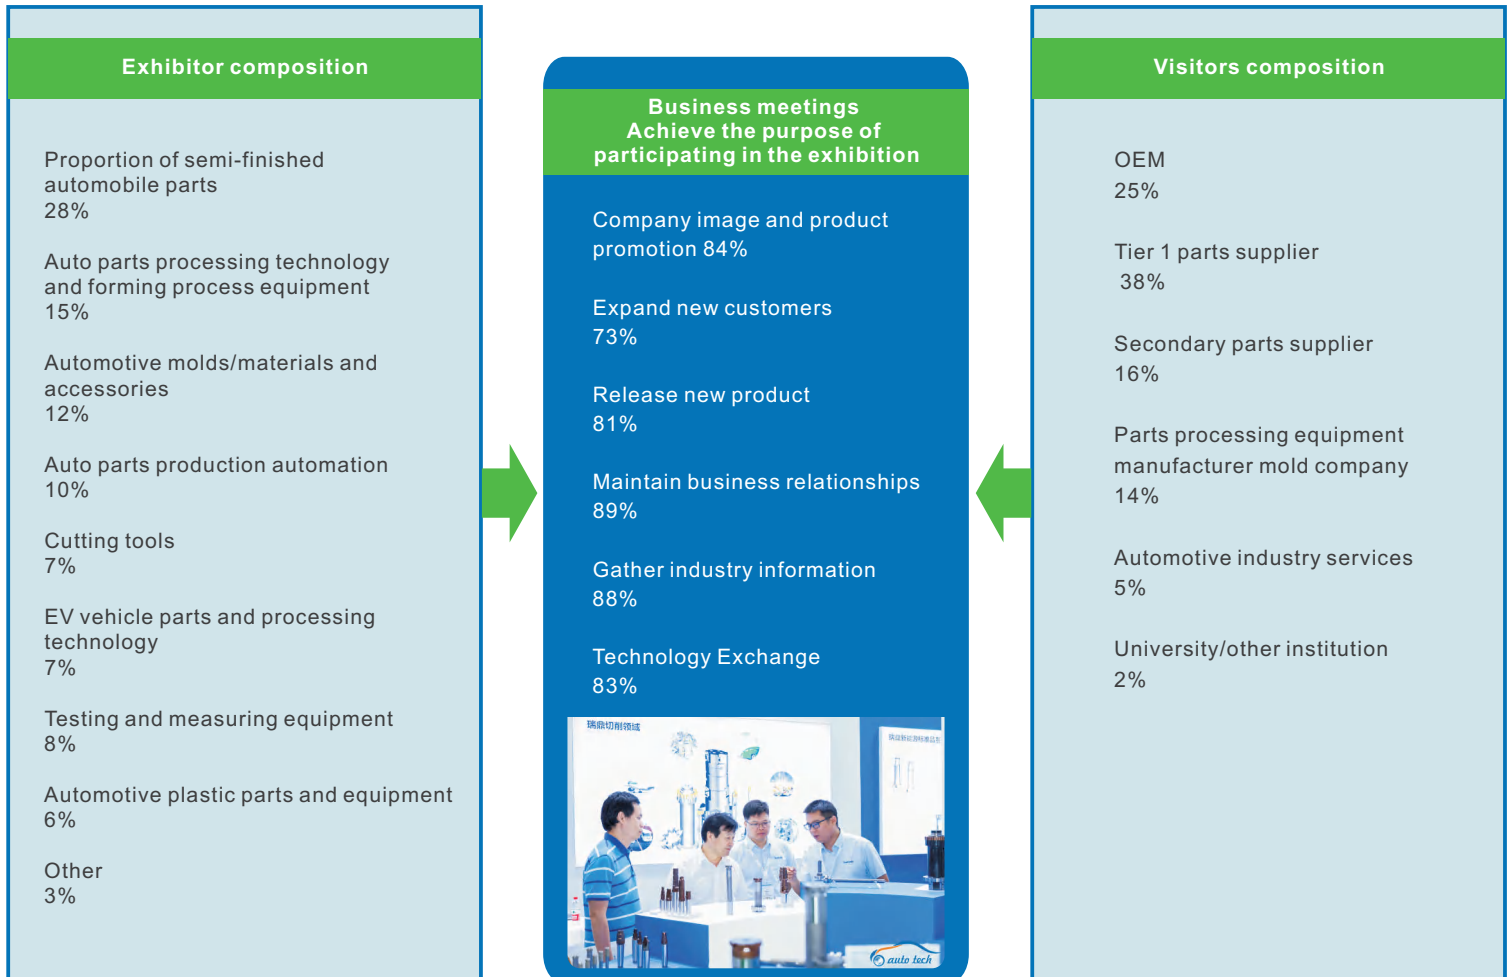 Exhibitor composition
Proportion of semi-finished
automobile parts
28%
Auto parts processing technology
and forming process equipment
15%
Automotive molds/materials and
accessories
12%
Auto parts production automation
10%
Cutting tools
7%
EV vehicle parts and processing
technology
7%
Testing and measuring equipment
8%
Automotive plastic parts and equipment
6%
Other
3%
Business meetings
Achieve the purpose of
participating in the exhibition
Company image and product
promotion 84%
Expand new customers
73%
Release new product
81%
Maintain business relationships
89%
Gather industry information
88%
Technology Exchange
83%
瑞鼎切削领域
auto tech
Visitors composition
OEM
25%
Tier 1 parts supplier
38%
Secondary parts supplier
16%
Parts processing equipment
manufacturer mold company
14%
Automotive industry services
5%
University/other institution
2%